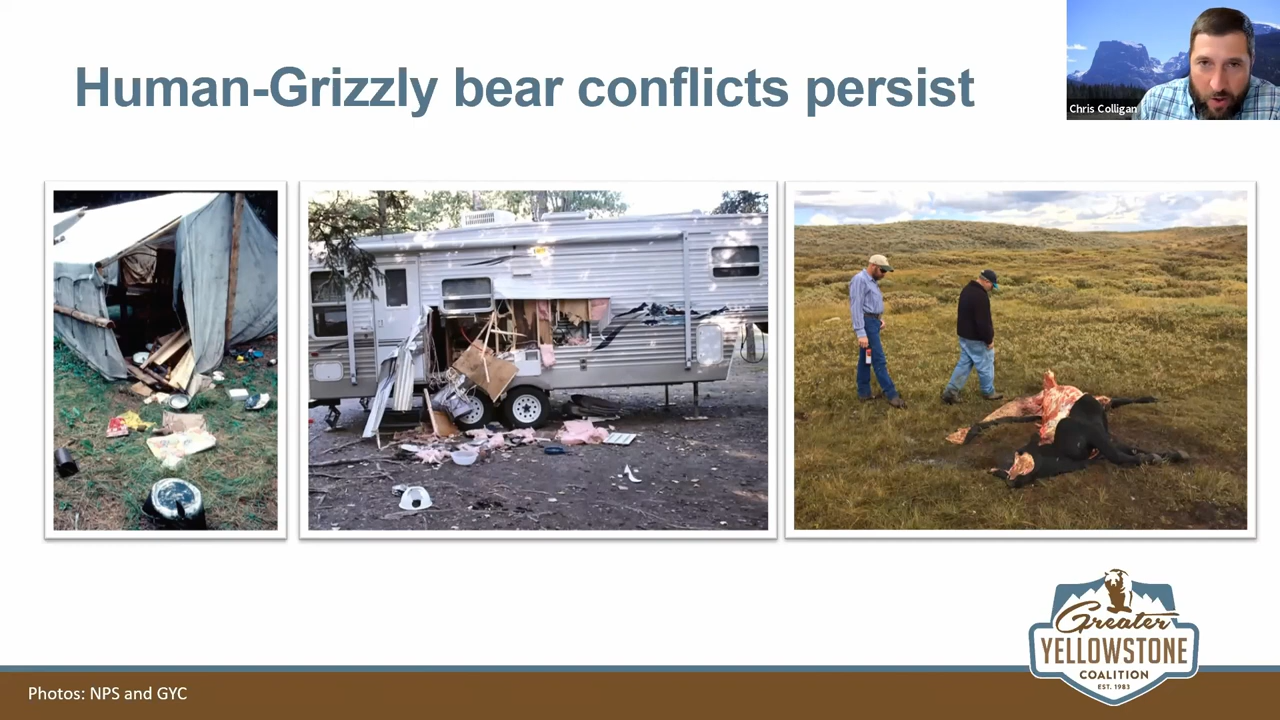 Human-Grizzly bear conflicts persist
Chris Colligan
Greater
YELLOWSTONE
COALITION
EST. 1983
Photos: NPS and GYC